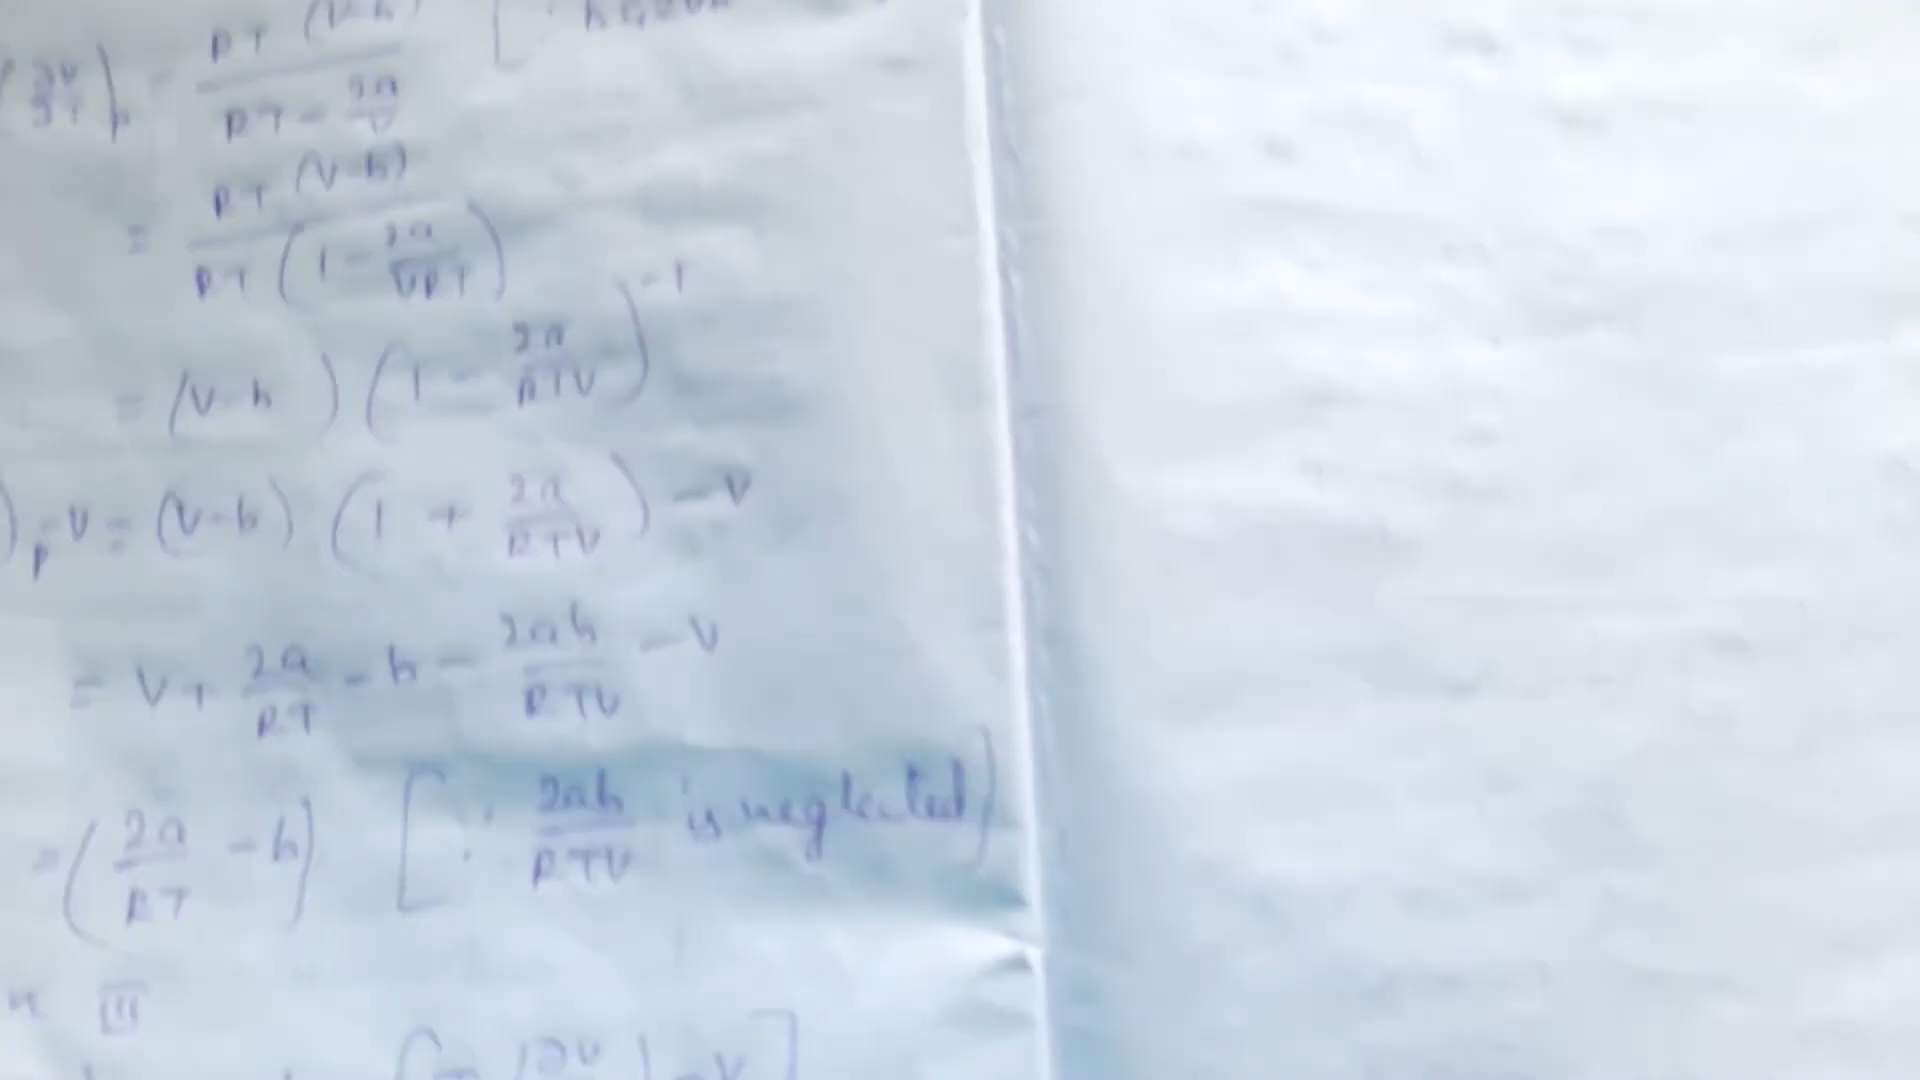 (∂V/∂T)p = RT (V-b) / RT - 2a/V
= RT (V-b) / RT (1 - 2a/VRT)
= (V-b) (1 - 2a/RTV)^-1
)p -V = (V-b) (1 + 2a/RTV) - V
= V + 2a/RT - b - 2ab/RTV - V
= (2a/RT - b) [∵ 2ab/RTV is neglected]
III